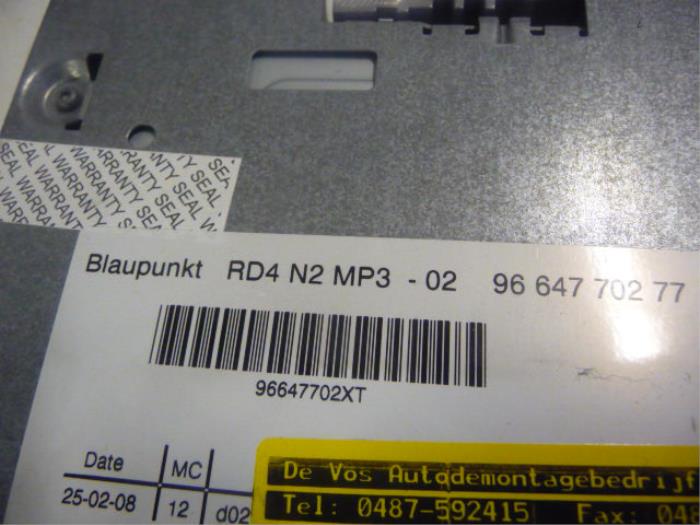 WARRANTY SEAL WARRANTY SEAL
Blaupunkt RD4 N2 MP3 - 02 96 647 702 77
96647702XT
Date MC
25-02-08 12 d02
De Vos Autodemontagebedrijf
Tel: 0487-592415 Fax: 04